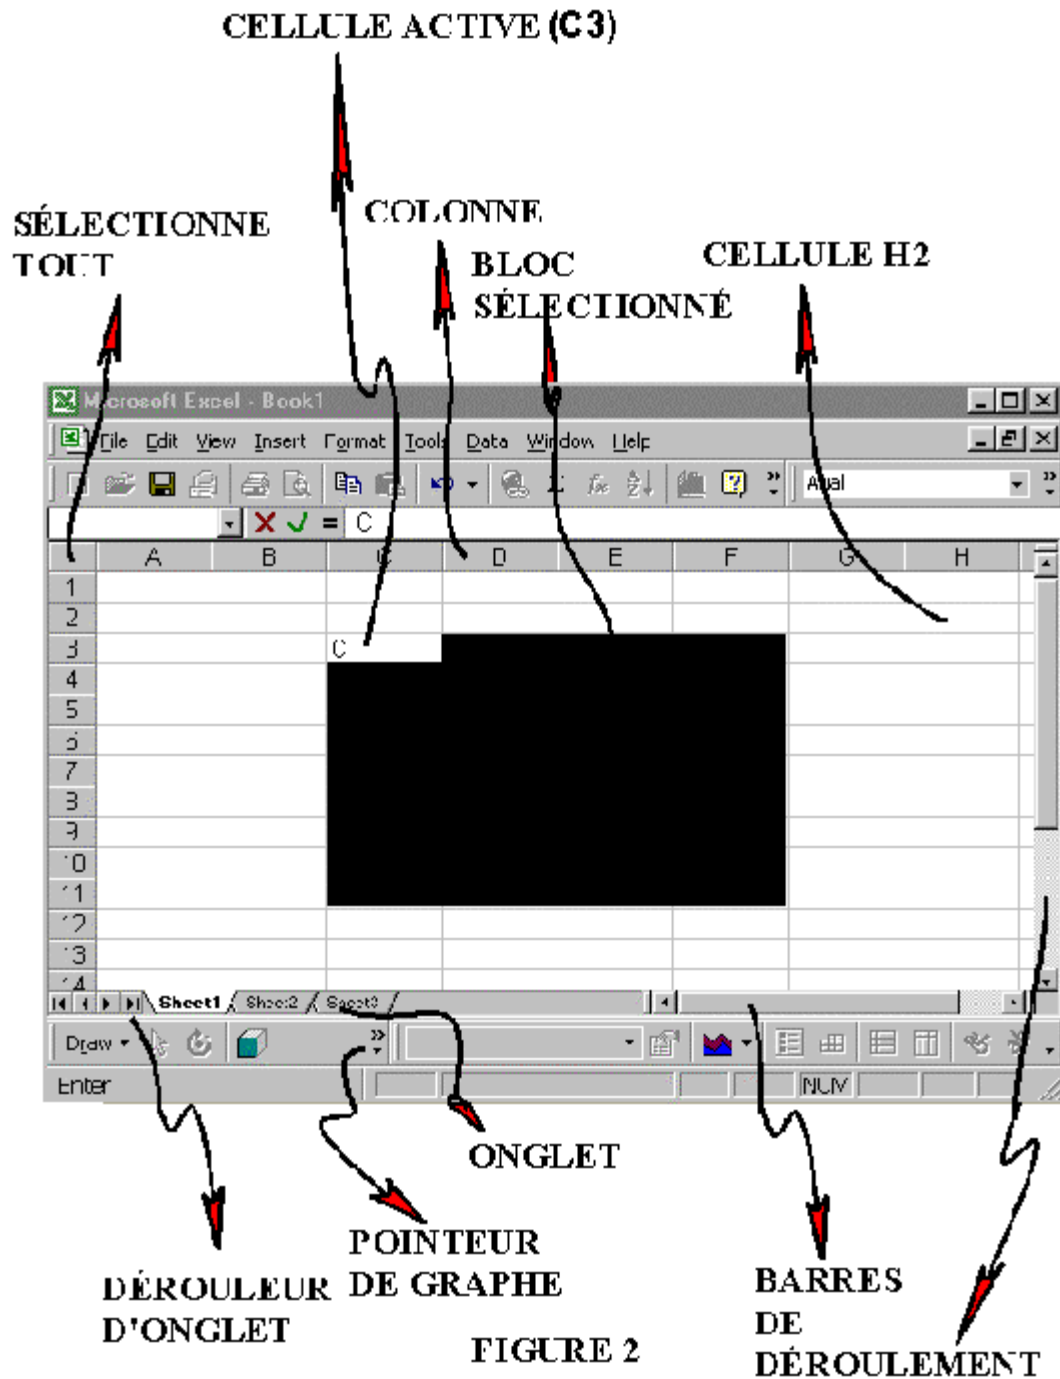 CELLULE ACTIVE (C3)
SÉLECTIONNE
TOUT
COLONNE
BLOC
SÉLECTIONNÉ
CELLULE H2
Microsoft Excel - Book1
File Edit View Insert Format Tools Data Window Help
Arial
= C
A B C D E F G H
1
2
3 C
4
5
6
7
8
9
10
11
12
13
14
Sheet1 Sheet2 Sheet3
Draw
Enter NUM
ONGLET
POINTEUR
DE GRAPHE
DÉROULEUR
D'ONGLET
BARRES
DE
DÉROULEMENT
FIGURE 2